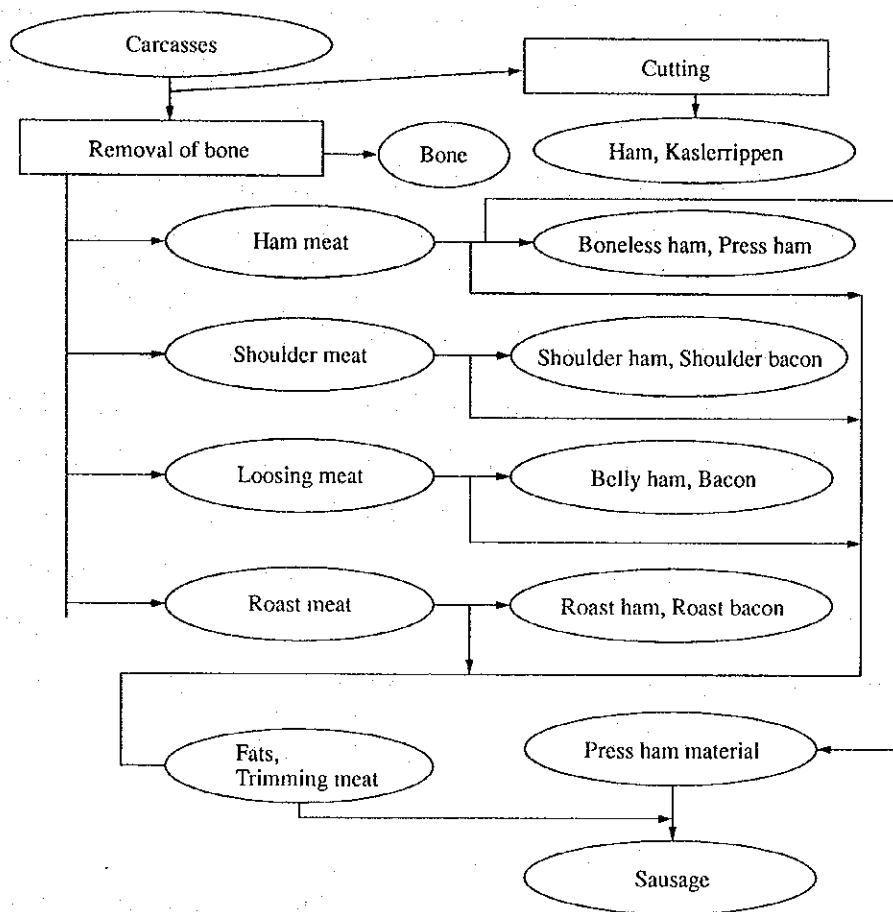 Carcasses
Cutting
Removal of bone
Bone
Ham, Kaslerrippen
Ham meat
Boneless ham, Press ham
Shoulder meat
Shoulder ham, Shoulder bacon
Loosing meat
Belly ham, Bacon
Roast meat
Roast ham, Roast bacon
Fats,
Trimming meat
Press ham material
Sausage